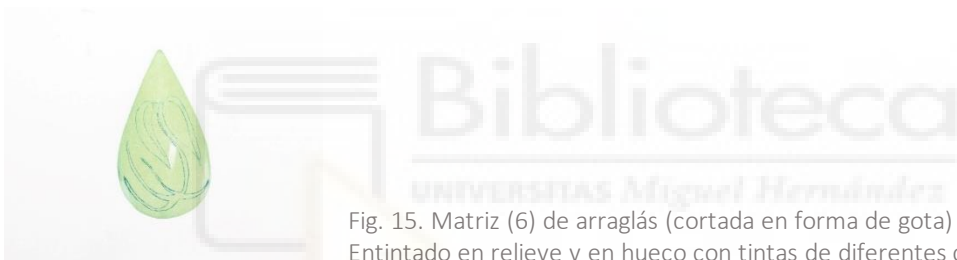 Biblioteca
UNIVERSITAS Miguel Hernández
Fig. 15. Matriz (6) de arraglás (cortada en forma de gota)
Entintado en relieve y en hueco con tintas de diferentes